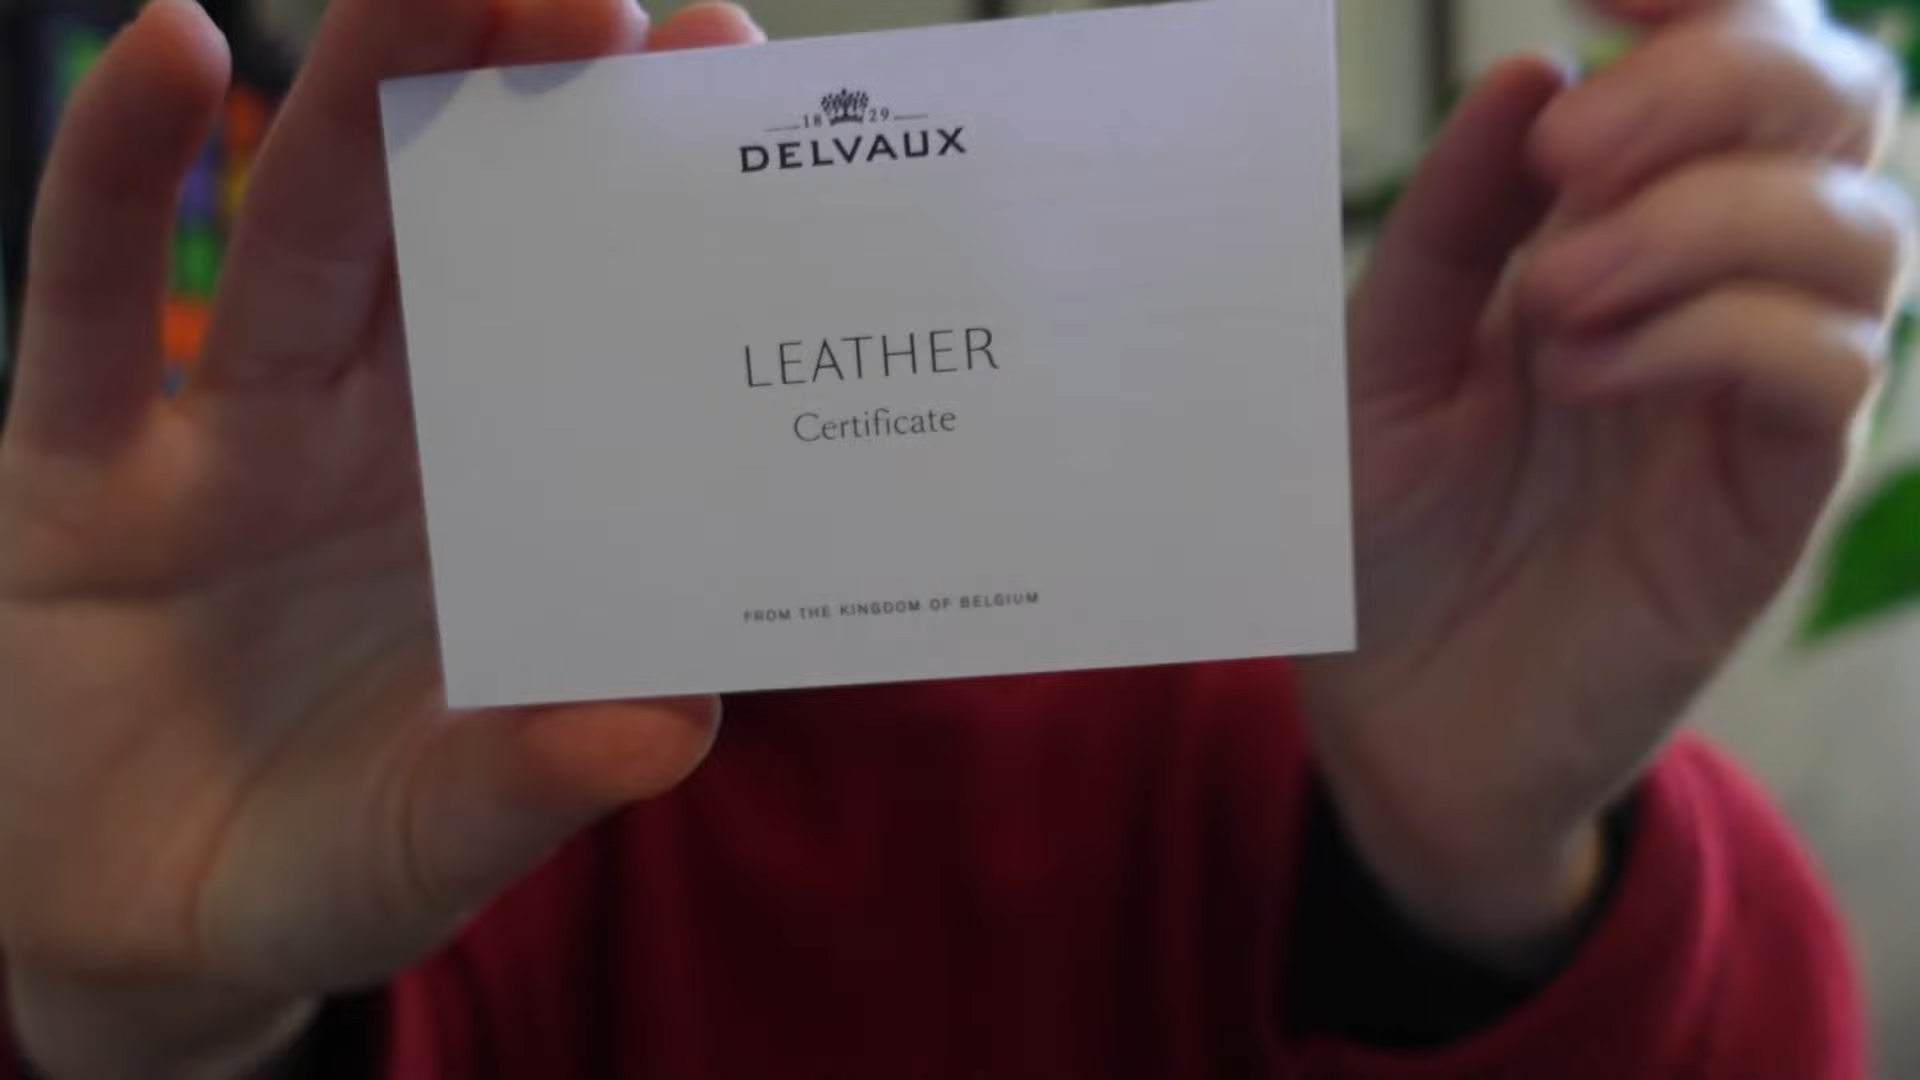 18 29
DELVAUX
LEATHER
Certificate
FROM THE KINGDOM OF BELGIUM